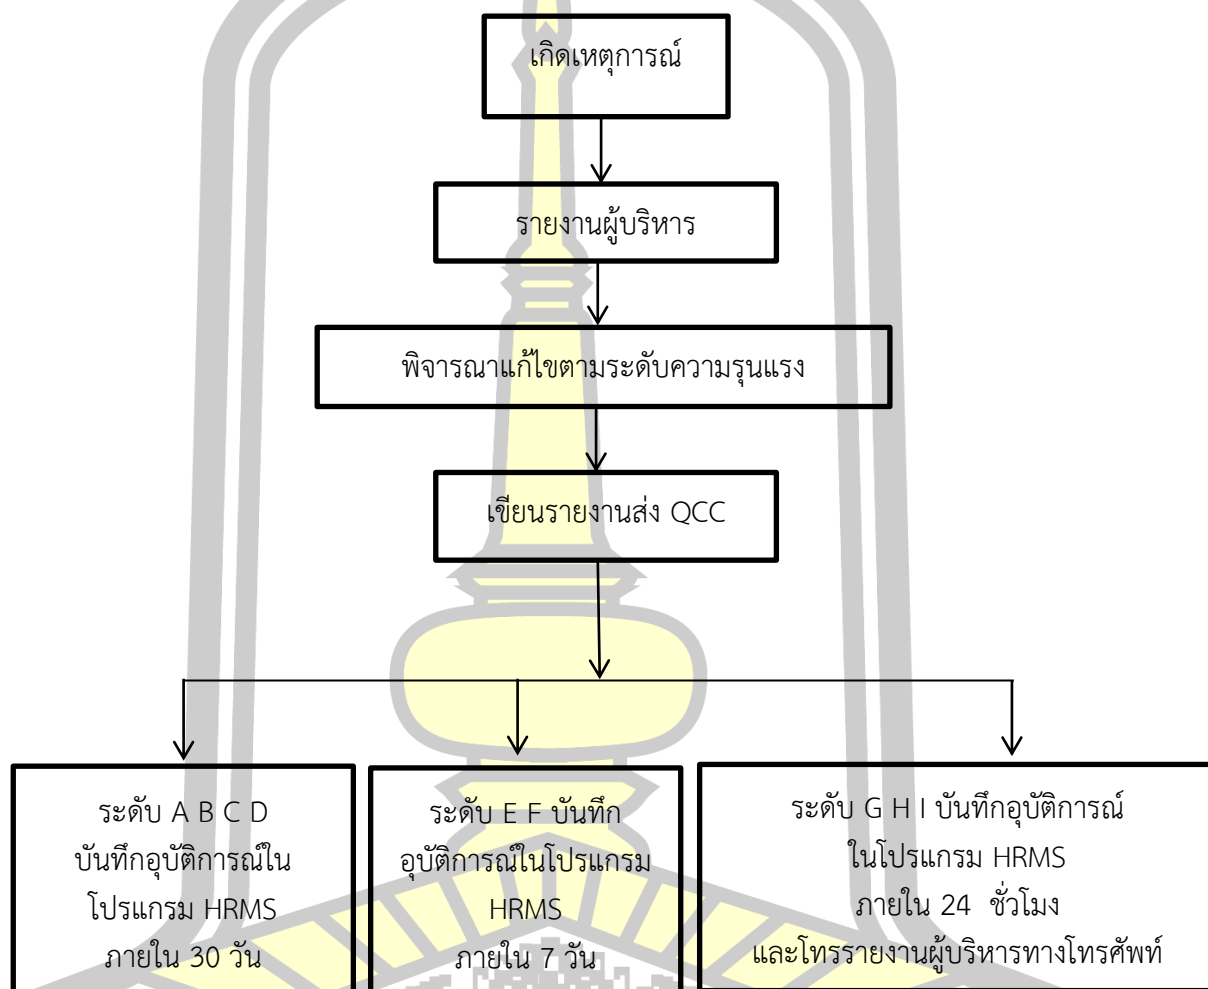 เกิดเหตุการณ์
รายงานผู้บริหาร
พิจารณาแก้ไขตามระดับความรุนแรง
เขียนรายงานส่ง QCC
ระดับ A B C D
บันทึกอุบัติการณ์ใน
โปรแกรม HRMS
ภายใน 30 วัน
ระดับ E F บันทึก
อุบัติการณ์ในโปรแกรม
HRMS
ภายใน 7 วัน
ระดับ G H I บันทึกอุบัติการณ์
ในโปรแกรม HRMS
ภายใน 24 ชั่วโมง
และโทรรายงานผู้บริหารทางโทรศัพท์